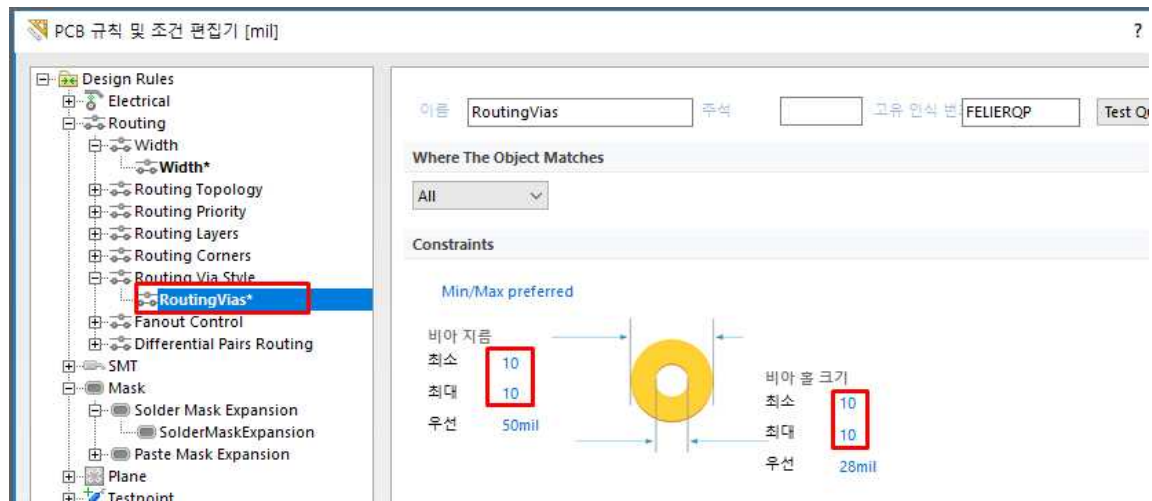 PCB 규칙 및 조건 편집기 [mil]
?
Design Rules
Electrical
Routing
Width
Width*
Routing Topology
Routing Priority
Routing Layers
Routing Corners
Routing Via Style
RoutingVias*
Fanout Control
Differential Pairs Routing
SMT
Mask
Solder Mask Expansion
SolderMaskExpansion
Paste Mask Expansion
Plane
Testpoint
이름 RoutingVias 주석 고유 인식 번 FELIERQP Test Qu
Where The Object Matches
All
Constraints
Min/Max preferred
비아 지름
최소 10
최대 10
우선 50mil
비아 홀 크기
최소 10
최대 10
우선 28mil